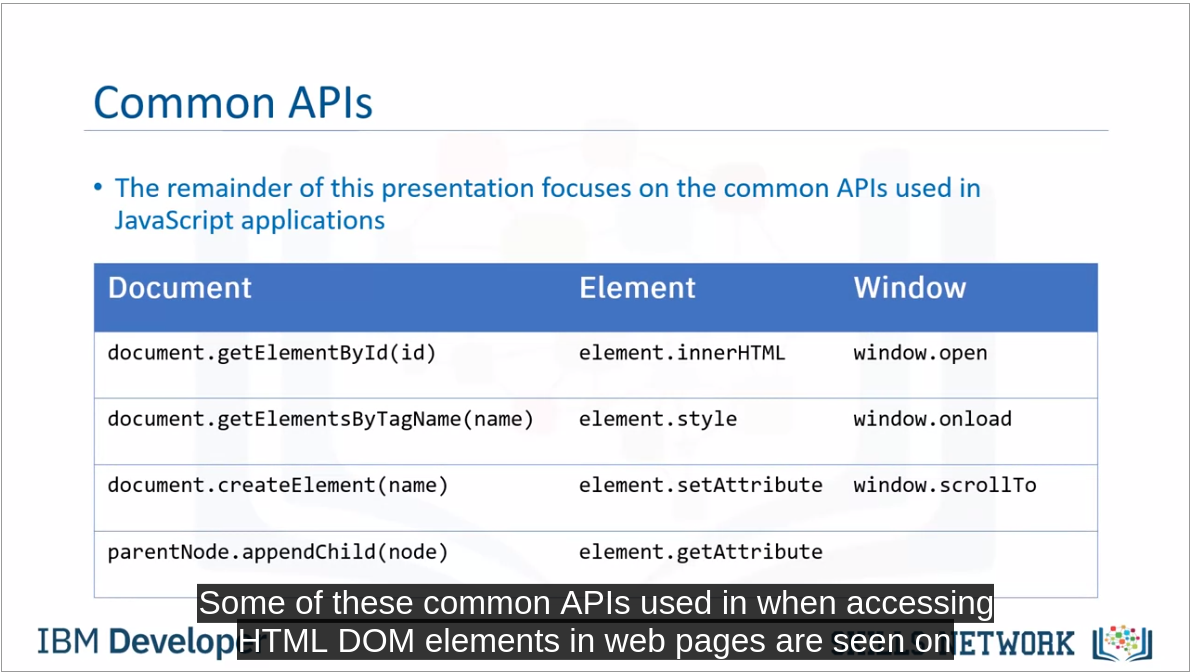 Common APIs
• The remainder of this presentation focuses on the common APIs used in
JavaScript applications
Document Element Window
document.getElementById(id) element.innerHTML window.open
document.getElementsByTagName(name) element.style window.onload
document.createElement(name) element.setAttribute window.scrollTo
parentNode.appendChild(node) element.getAttribute
Some of these common APIs used in when accessing
HTML DOM elements in web pages are seen on
IBM Developer
SKILLS NETWORK